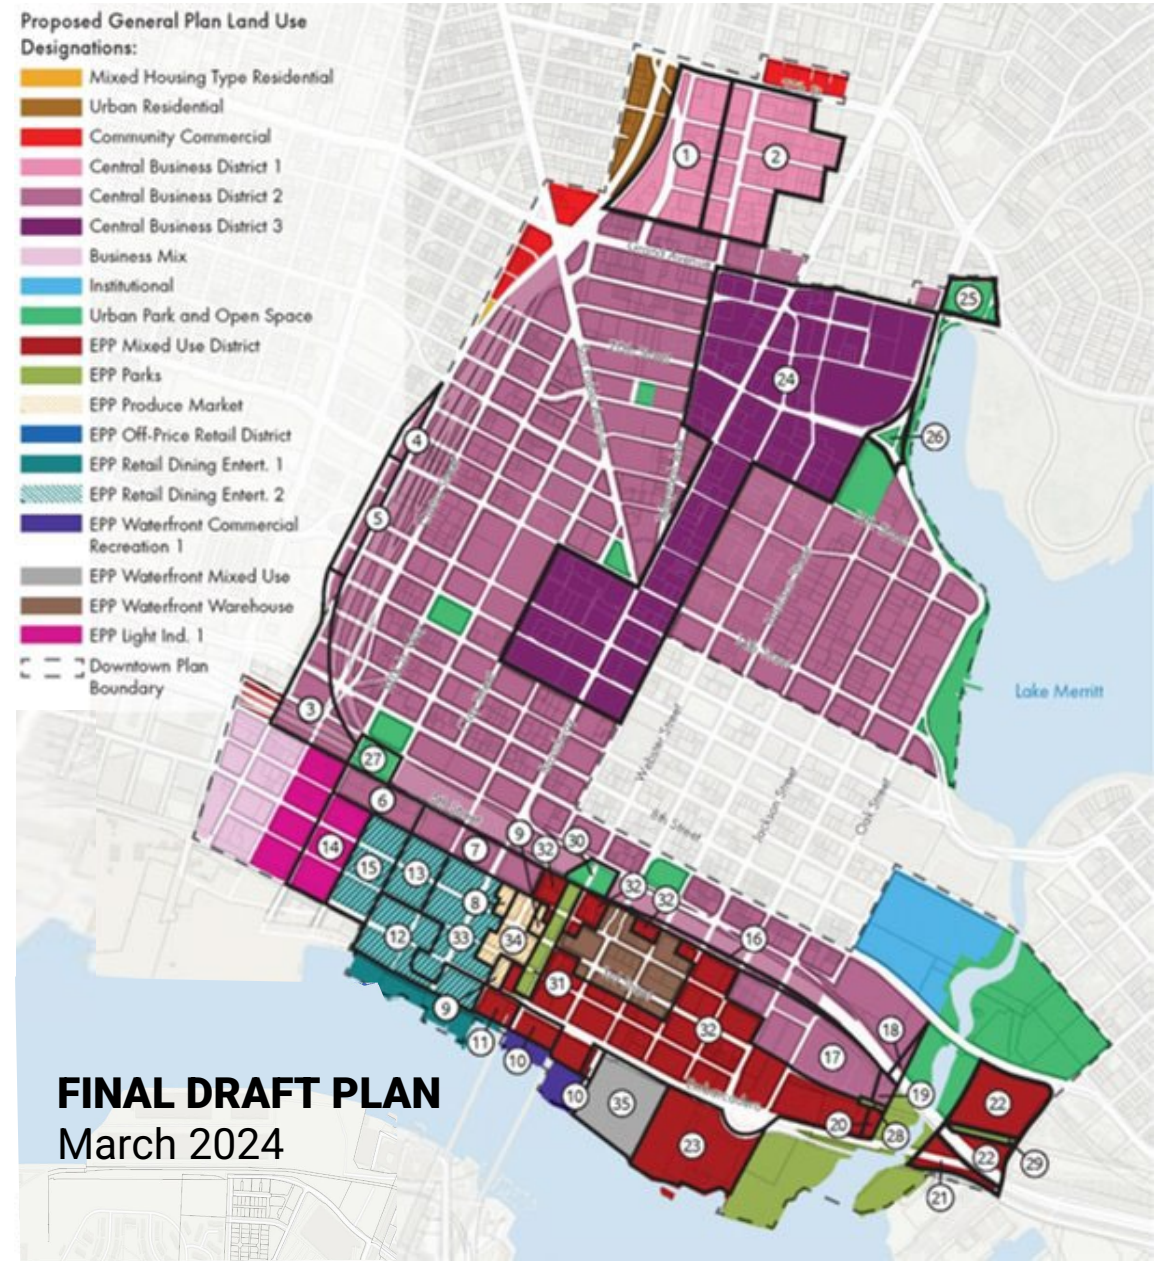 Proposed General Plan Land Use
Designations:
Mixed Housing Type Residential
Urban Residential
Community Commercial
Central Business District 1
Central Business District 2
Central Business District 3
Business Mix
Institutional
Urban Park and Open Space
EPP Mixed Use District
EPP Parks
EPP Produce Market
EPP Off-Price Retail District
EPP Retail Dining Entert. 1
EPP Retail Dining Entert. 2
EPP Waterfront Commercial
Recreation 1
EPP Waterfront Mixed Use
EPP Waterfront Warehouse
EPP Light Ind. 1
Downtown Plan
Boundary
1
2
Grand Avenue
25
24
26
4
5
Lake Merritt
3
27
Webster Street
Jackson Street
Oak Street
8th Street
6
9
32
30
7
14
15
13
8
32
32
12
33
34
16
31
9
32
18
11
17
10
10
35
19
22
20
28
23
22
29
21
FINAL DRAFT PLAN
March 2024